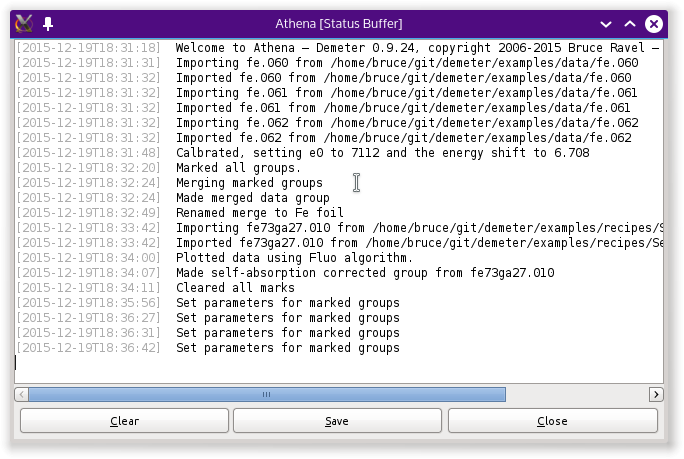 Athena [Status Buffer]
[2015-12-19T18:31:18] Welcome to Athena — Demeter 0.9.24, copyright 2006-2015 Bruce Ravel —
[2015-12-19T18:31:31] Importing fe.060 from /home/bruce/git/demeter/examples/data/fe.060
[2015-12-19T18:31:32] Imported fe.060 from /home/bruce/git/demeter/examples/data/fe.060
[2015-12-19T18:31:32] Importing fe.061 from /home/bruce/git/demeter/examples/data/fe.061
[2015-12-19T18:31:32] Imported fe.061 from /home/bruce/git/demeter/examples/data/fe.061
[2015-12-19T18:31:32] Importing fe.062 from /home/bruce/git/demeter/examples/data/fe.062
[2015-12-19T18:31:32] Imported fe.062 from /home/bruce/git/demeter/examples/data/fe.062
[2015-12-19T18:31:48] Calbrated, setting e0 to 7112 and the energy shift to 6.708
[2015-12-19T18:32:20] Marked all groups.
[2015-12-19T18:32:24] Merging marked groups
[2015-12-19T18:32:24] Made merged data group
[2015-12-19T18:32:49] Renamed merge to Fe foil
[2015-12-19T18:33:42] Importing fe73ga27.010 from /home/bruce/git/demeter/examples/recipes/S
[2015-12-19T18:33:42] Imported fe73ga27.010 from /home/bruce/git/demeter/examples/recipes/Se
[2015-12-19T18:34:00] Plotted data using Fluo algorithm.
[2015-12-19T18:34:07] Made self-absorption corrected group from fe73ga27.010
[2015-12-19T18:34:11] Cleared all marks
[2015-12-19T18:35:56] Set parameters for marked groups
[2015-12-19T18:36:27] Set parameters for marked groups
[2015-12-19T18:36:31] Set parameters for marked groups
[2015-12-19T18:36:42] Set parameters for marked groups
Clear Save Close